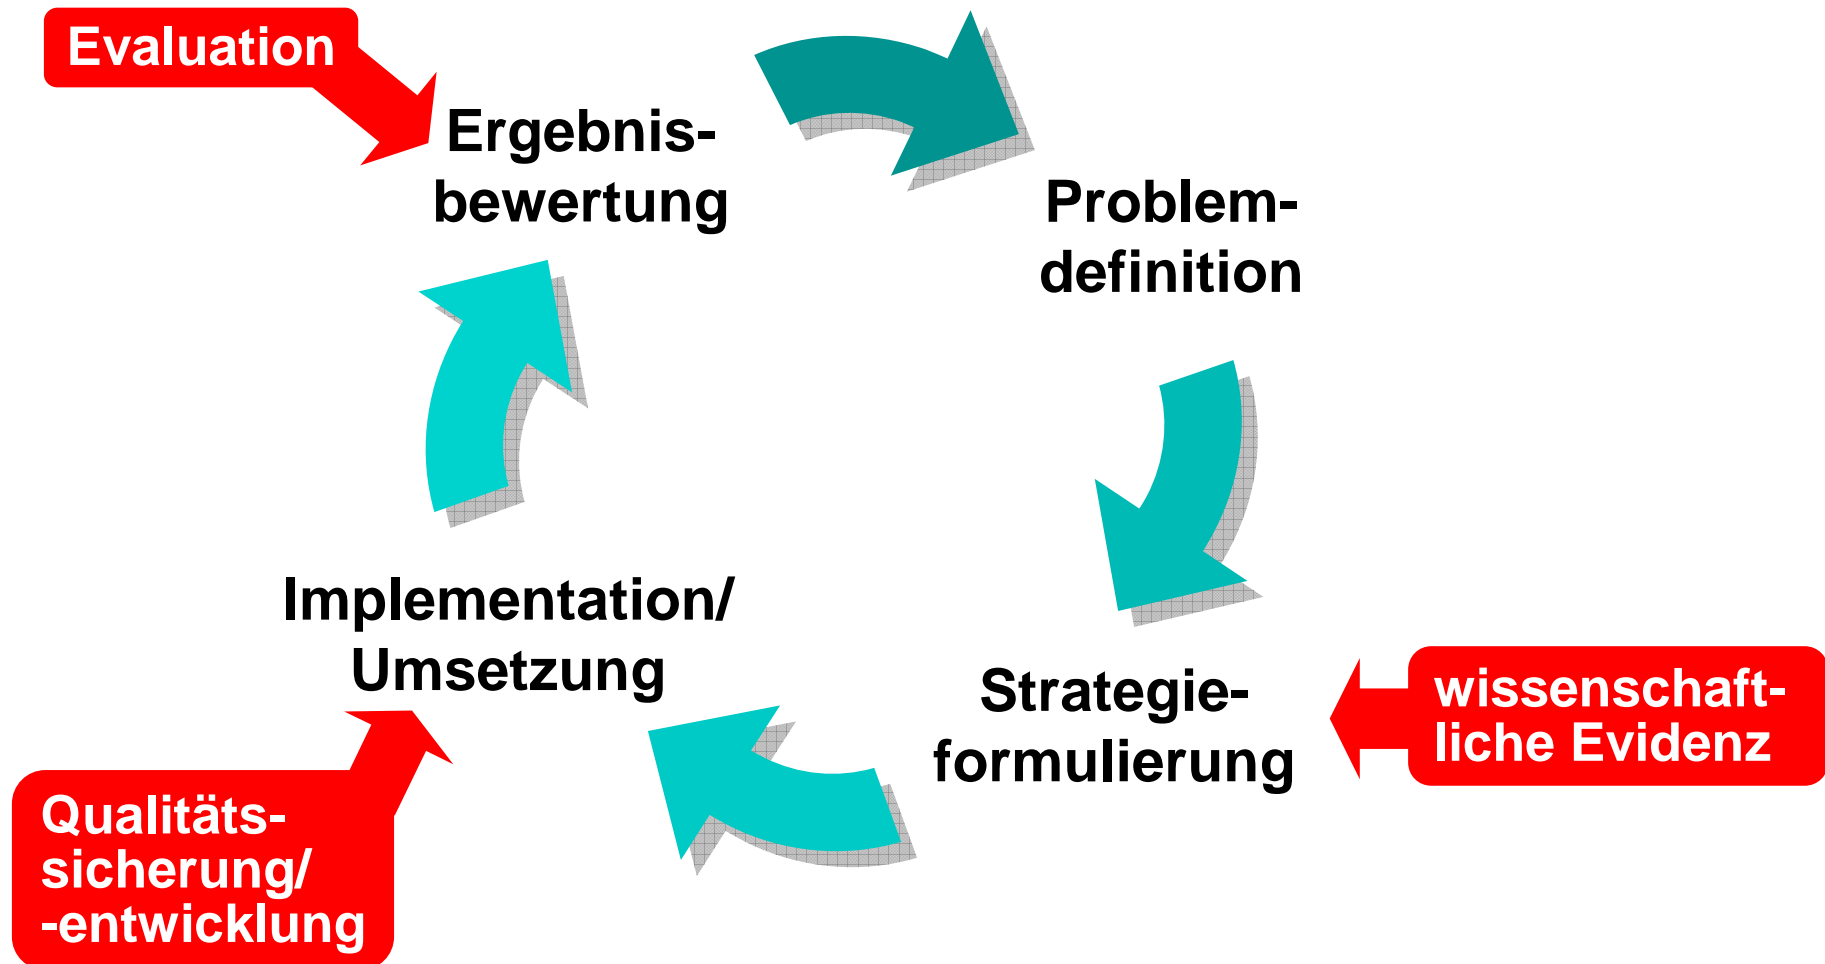 Evaluation
Ergebnis-
bewertung
Problem-
definition
Implementation/
Umsetzung
Strategie-
formulierung
wissenschaft-
liche Evidenz
Qualitäts-
sicherung/
-entwicklung